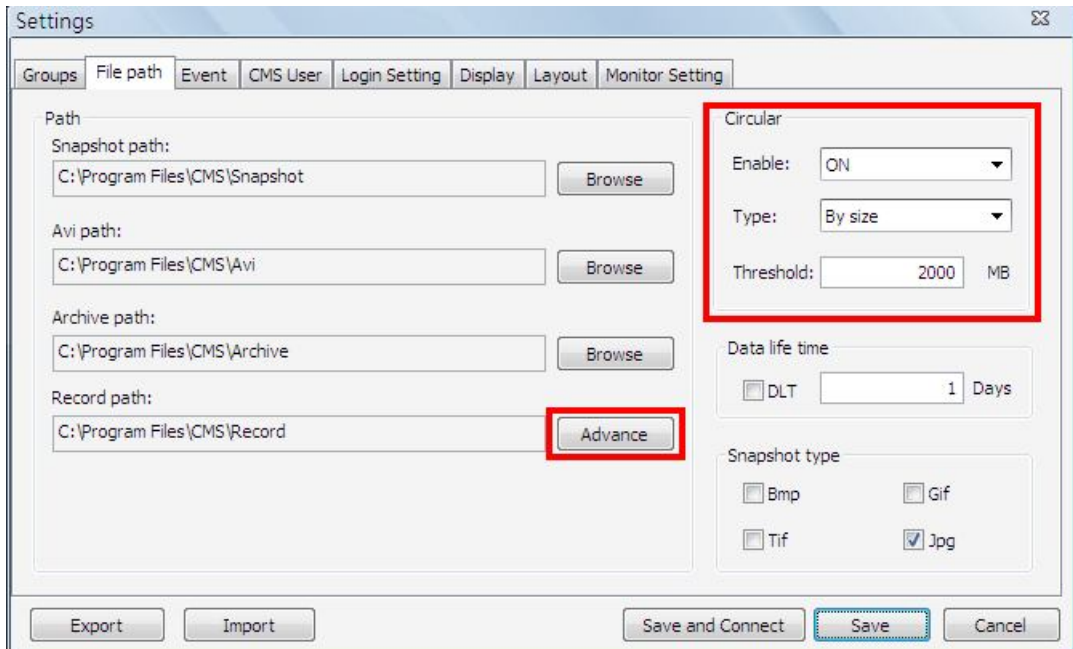 Settings
Groups File path Event CMS User Login Setting Display Layout Monitor Setting
Path
Snapshot path:
C:\Program Files\CMS\Snapshot Browse
Avi path:
C:\Program Files\CMS\Avi Browse
Archive path:
C:\Program Files\CMS\Archive Browse
Record path:
C:\Program Files\CMS\Record Advance
Circular
Enable: ON
Type: By size
Threshold: 2000 MB
Data life time
DLT 1 Days
Snapshot type
Bmp Gif
Tif Jpg
Export Import Save and Connect Save Cancel